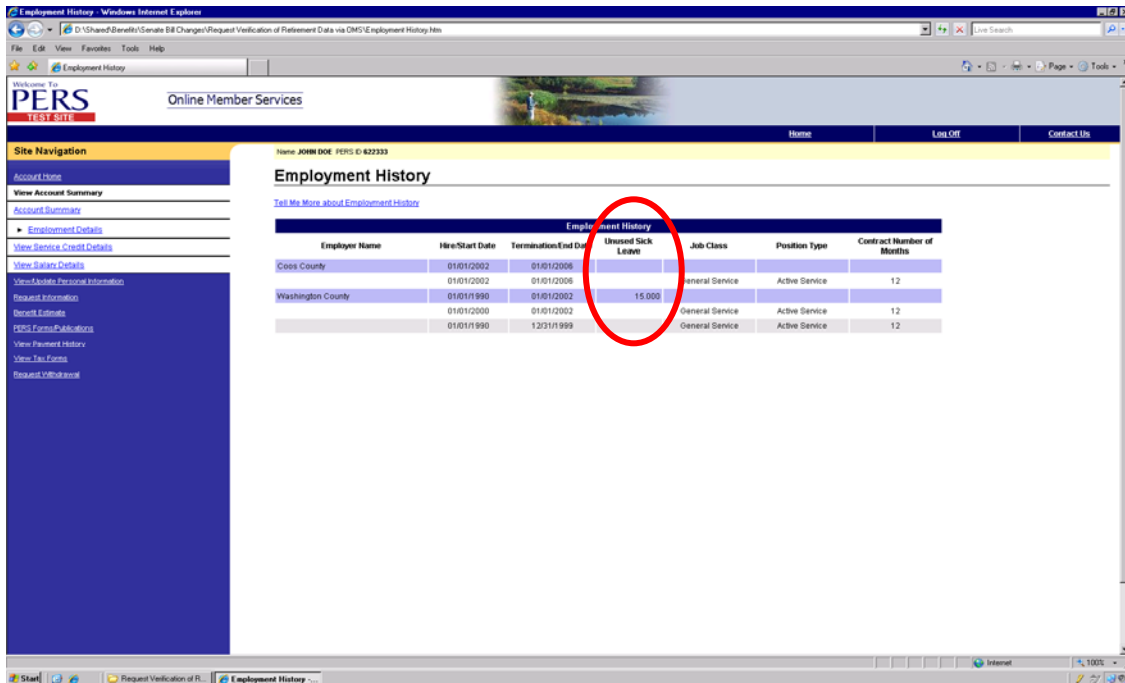 Employment History - Windows Internet Explorer
D:\Shared\Benefits\Senate Bill Changes\Request Verification of Retirement Data via OMS\Employment History.htm
Live Search
File Edit View Favorites Tools Help
Employment History
Page Tools
Welcome To
PERS
TEST SITE
Online Member Services
Home Log Off Contact Us
Site Navigation
Name JOHN DOE PERS ID 622333
Account Home
Employment History
View Account Summary
Tell Me More about Employment History
Account Summary
Employment Details
View Service Credit Details
View Salary Details
View/Update Personal Information
Request Information
Benefit Estimate
PERS Forms/Publications
View Payment History
View Tax Forms
Request Withdrawal
Employment History
Employer Name Hire/Start Date Termination/End Dat Unused Sick Leave Job Class Position Type Contract Number of Months
Coos County 01/01/2002 01/01/2006
01/01/2002 01/01/2006 General Service Active Service 12
Washington County 01/01/1990 01/01/2002 15.000
01/01/2000 01/01/2002 General Service Active Service 12
01/01/1990 12/31/1999 General Service Active Service 12
Internet 100%
Start Request Verification of R... Employment History -...